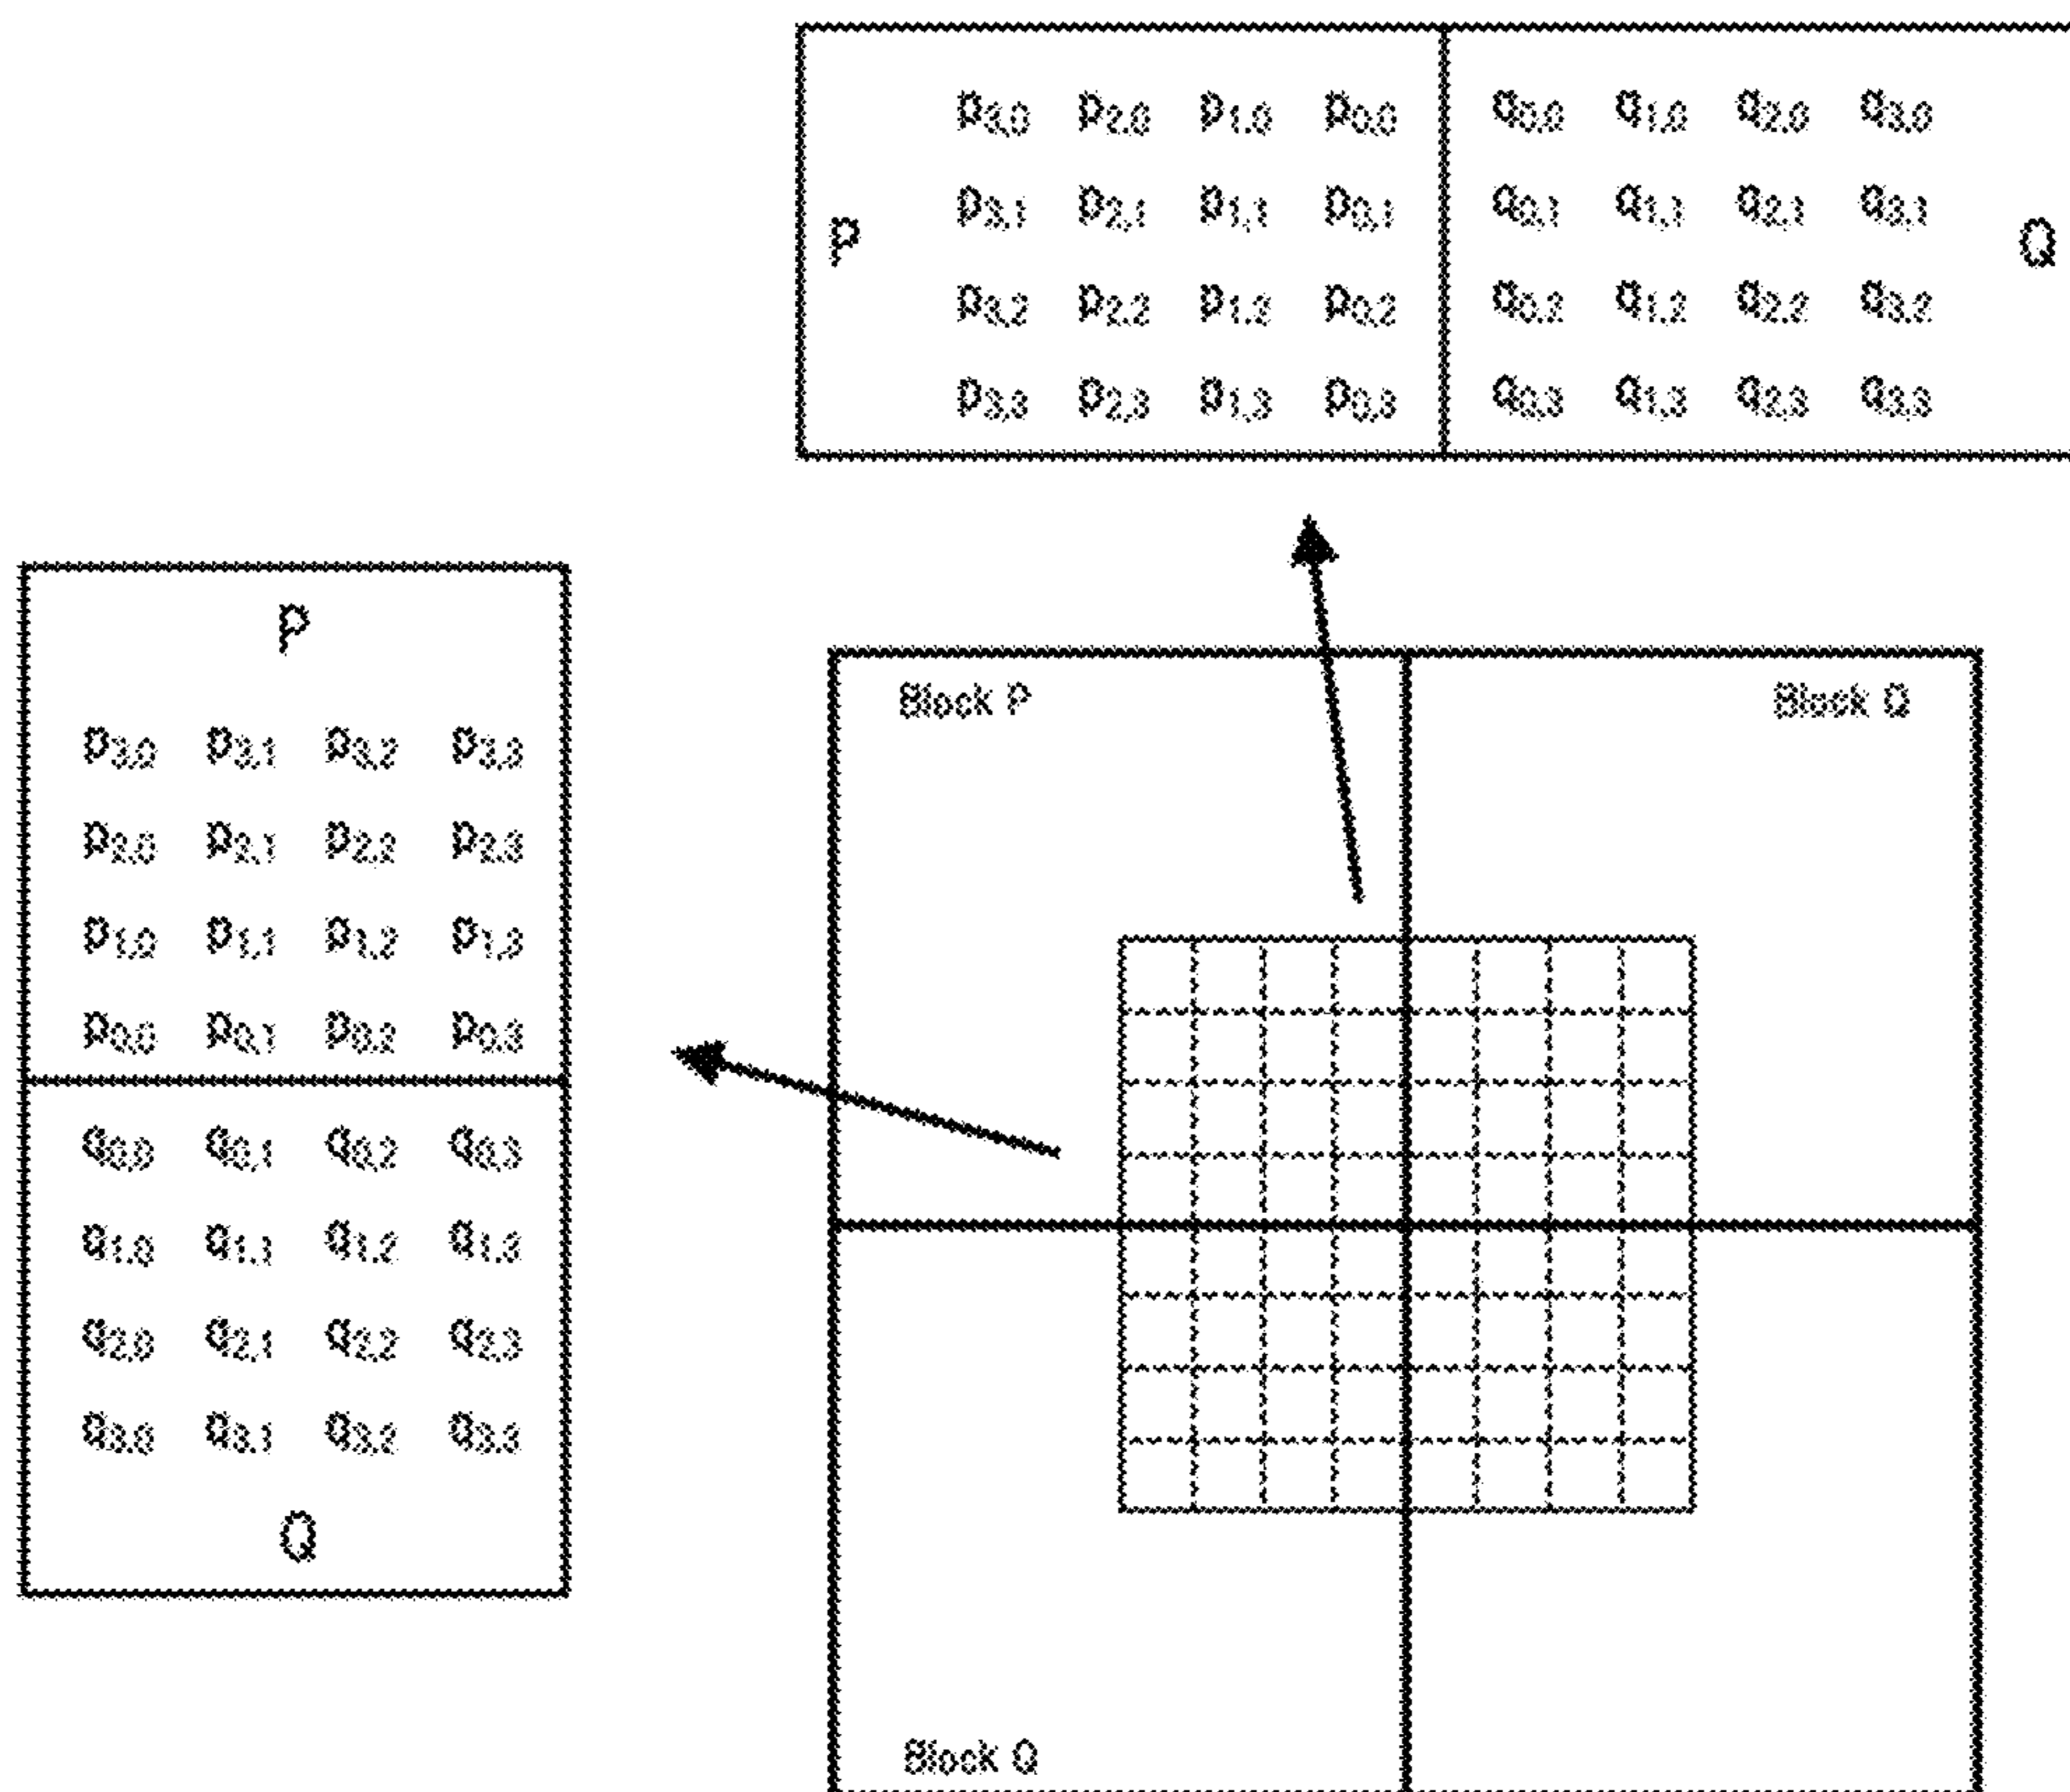 p3,0 p2,0 p1,0 p0,0 q0,0 q1,0 q2,0 q3,0
p3,1 p2,1 p1,1 p0,1 q0,1 q1,1 q2,1 q3,1
P Q
p3,2 p2,2 p1,2 p0,2 q0,2 q1,2 q2,2 q3,2
p3,3 p2,3 p1,3 p0,3 q0,3 q1,3 q2,3 q3,3
P
p3,0 p3,1 p3,2 p3,3
p2,0 p2,1 p2,2 p2,3
p1,0 p1,1 p1,2 p1,3
p0,0 p0,1 p0,2 p0,3
q0,0 q0,1 q0,2 q0,3
q1,0 q1,1 q1,2 q1,3
q2,0 q2,1 q2,2 q2,3
q3,0 q3,1 q3,2 q3,3
Q
Block P Block Q
Block Q